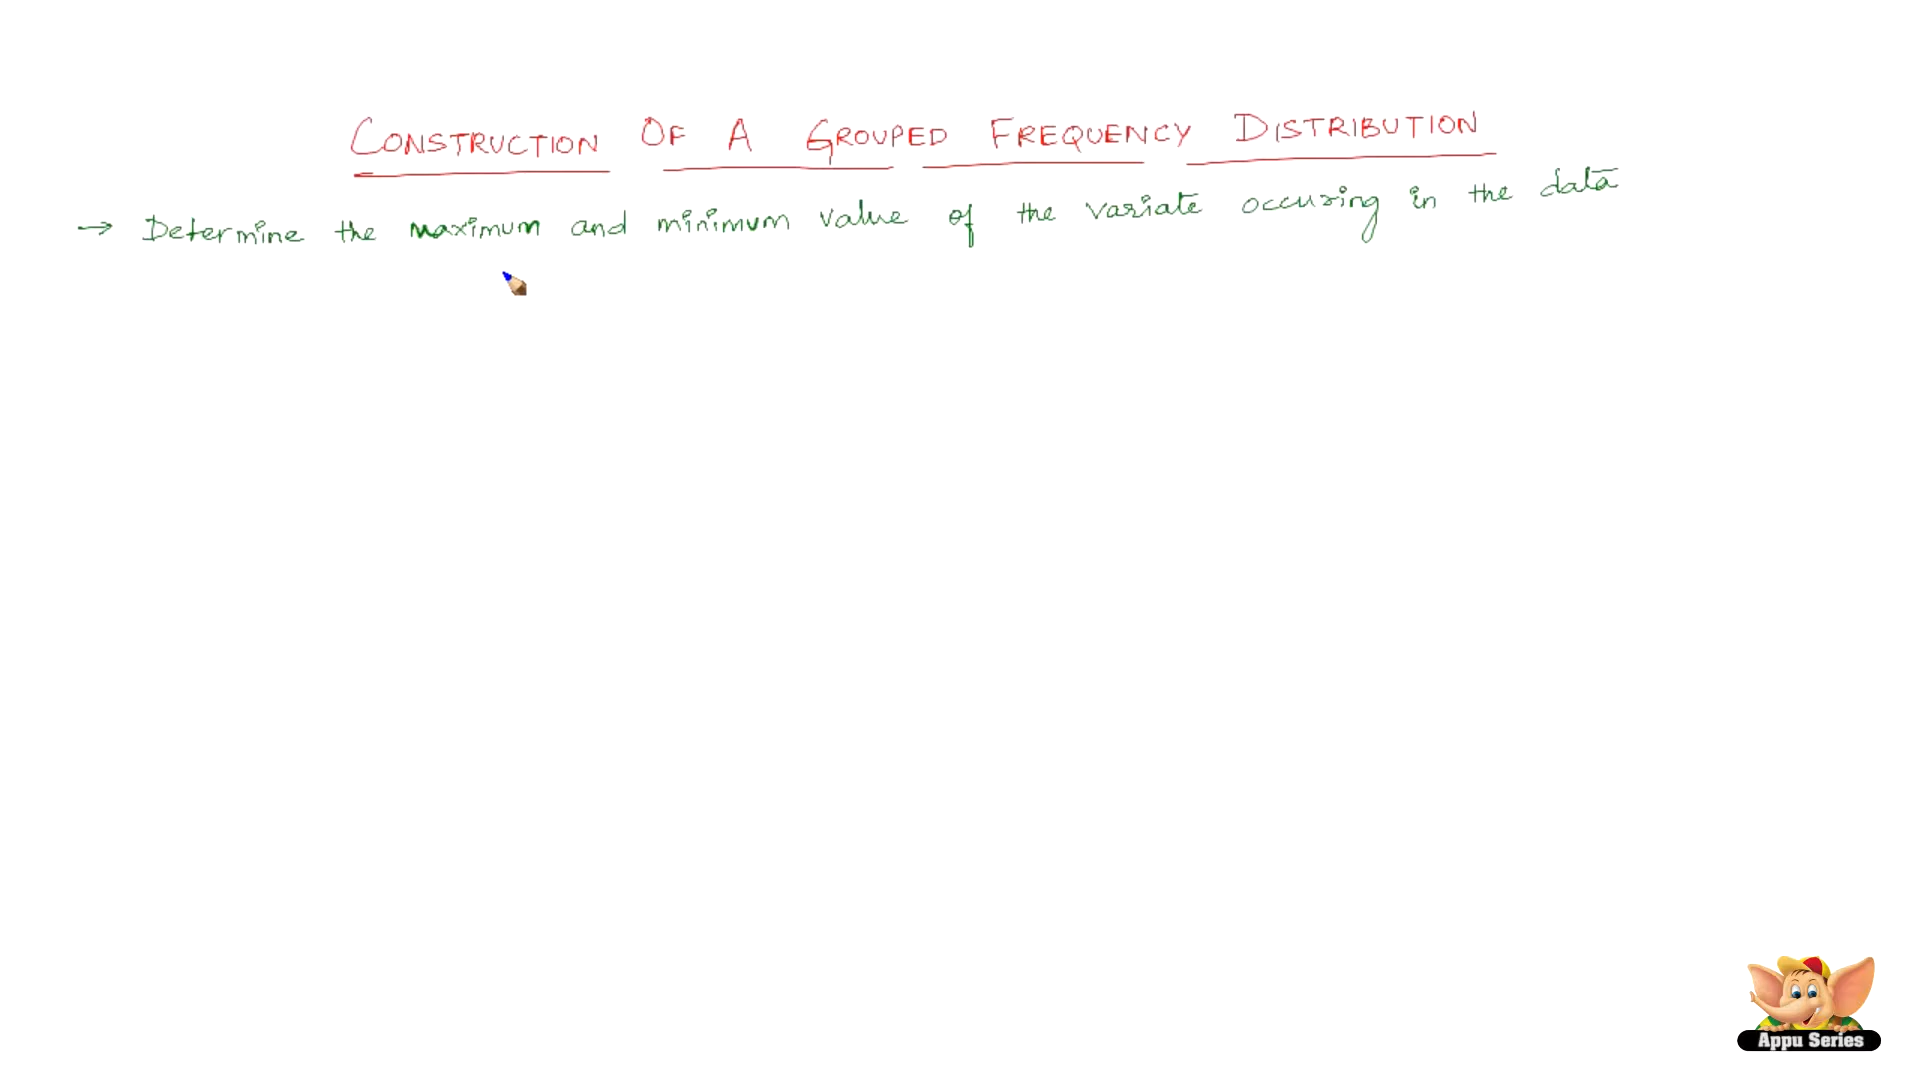 CONSTRUCTION OF A GROUPED FREQUENCY DISTRIBUTION
→ Determine the maximum and minimum value of the variate occuring in the data
Appu Series